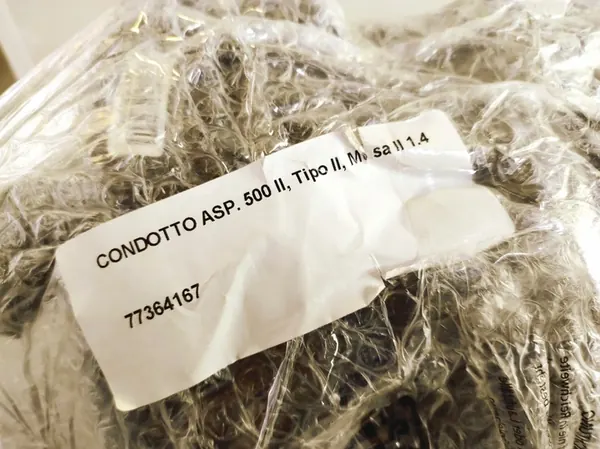 CONDOTTO ASP. 500 II, Tipo II, M sa II 1.4
77364167